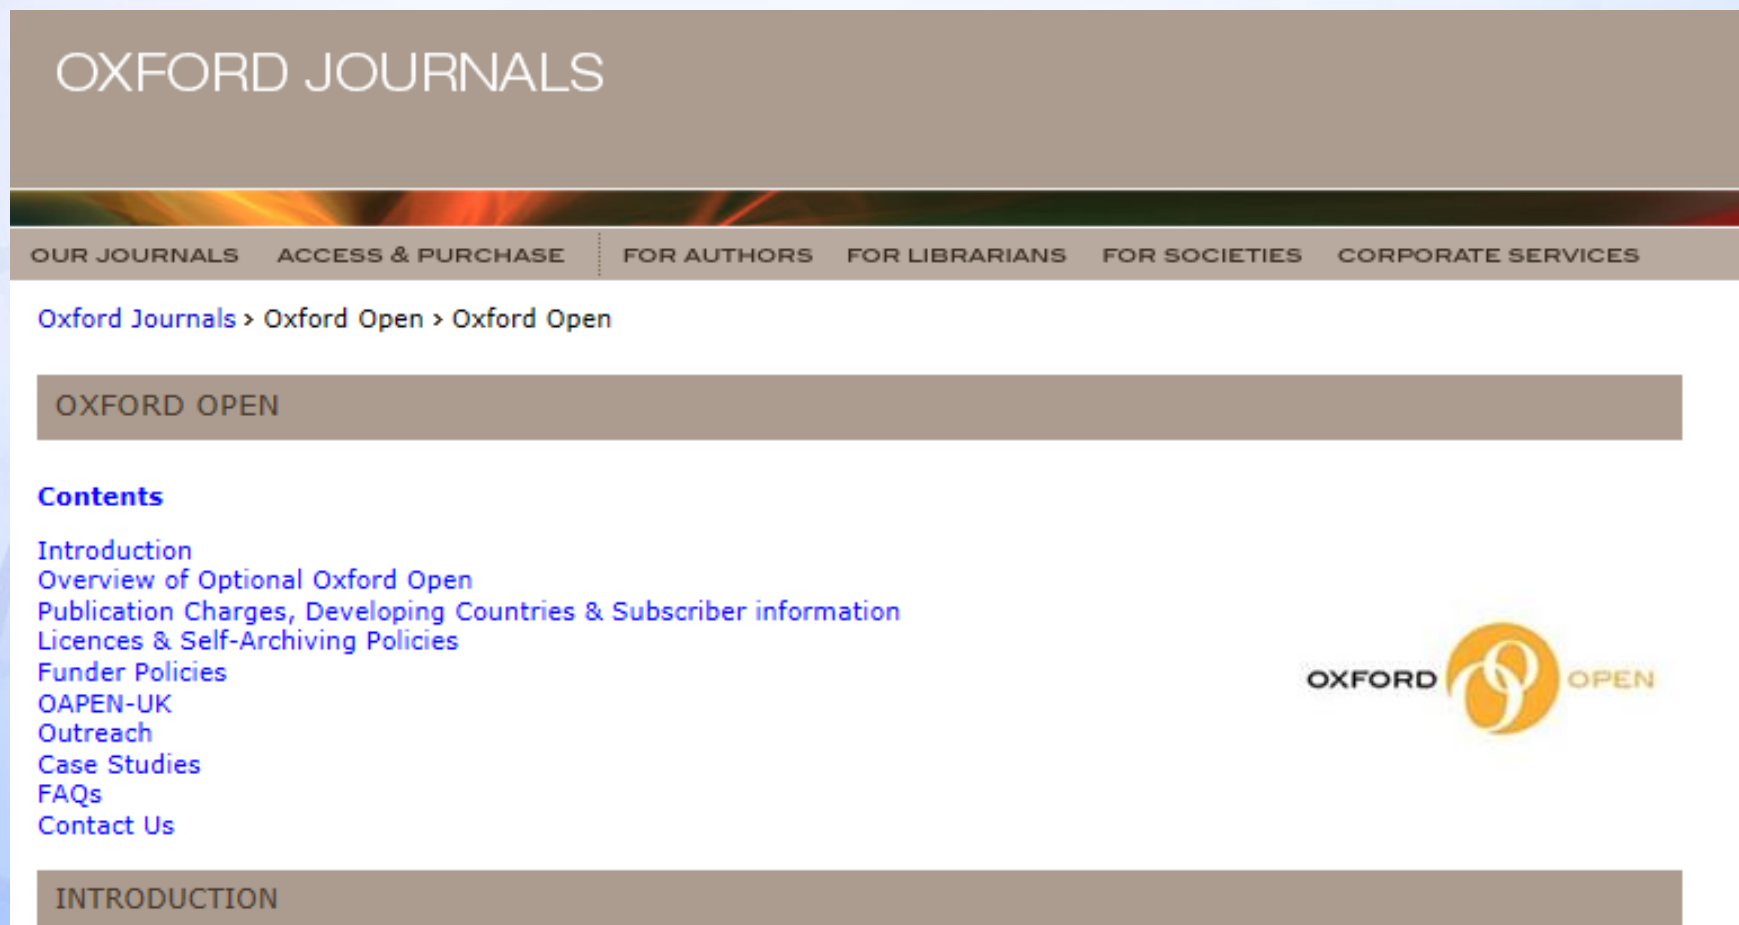 OXFORD JOURNALS
OUR JOURNALS ACCESS & PURCHASE FOR AUTHORS FOR LIBRARIANS FOR SOCIETIES CORPORATE SERVICES
Oxford Journals > Oxford Open > Oxford Open
OXFORD OPEN
Contents
Introduction
Overview of Optional Oxford Open
Publication Charges, Developing Countries & Subscriber information
Licences & Self-Archiving Policies
Funder Policies
OAPEN-UK
Outreach
Case Studies
FAQs
Contact Us
OXFORD OPEN
INTRODUCTION